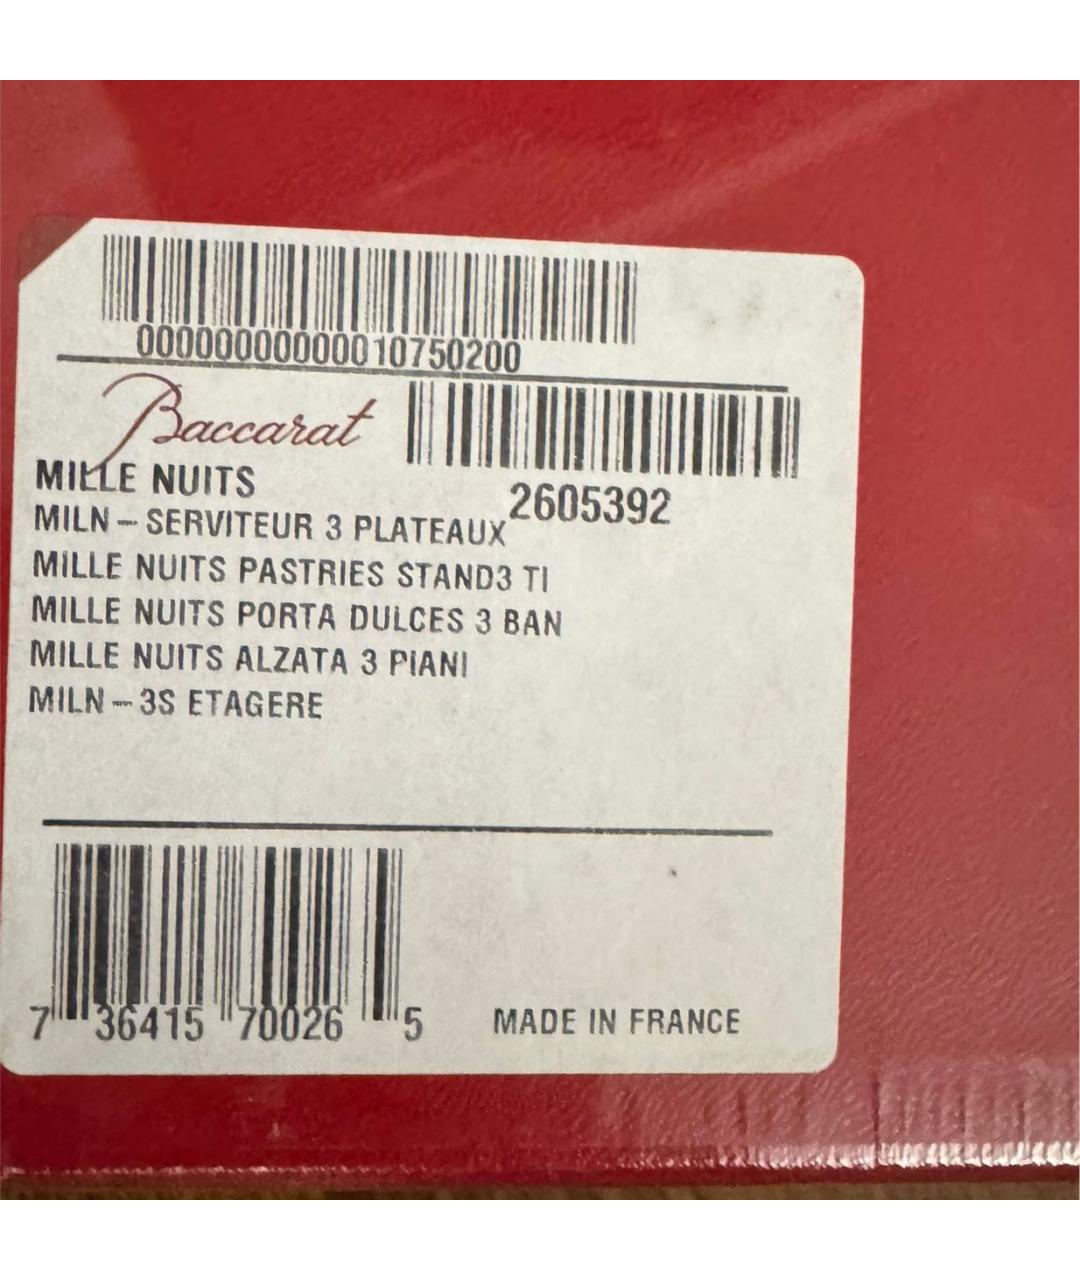 00000000000010750200
Baccarat
2605392
MILLE NUITS
MILN - SERVITEUR 3 PLATEAUX
MILLE NUITS PASTRIES STAND3 TI
MILLE NUITS PORTA DULCES 3 BAN
MILLE NUITS ALZATA 3 PIANI
MILN - 3S ETAGERE
7 36415 70026 5
MADE IN FRANCE